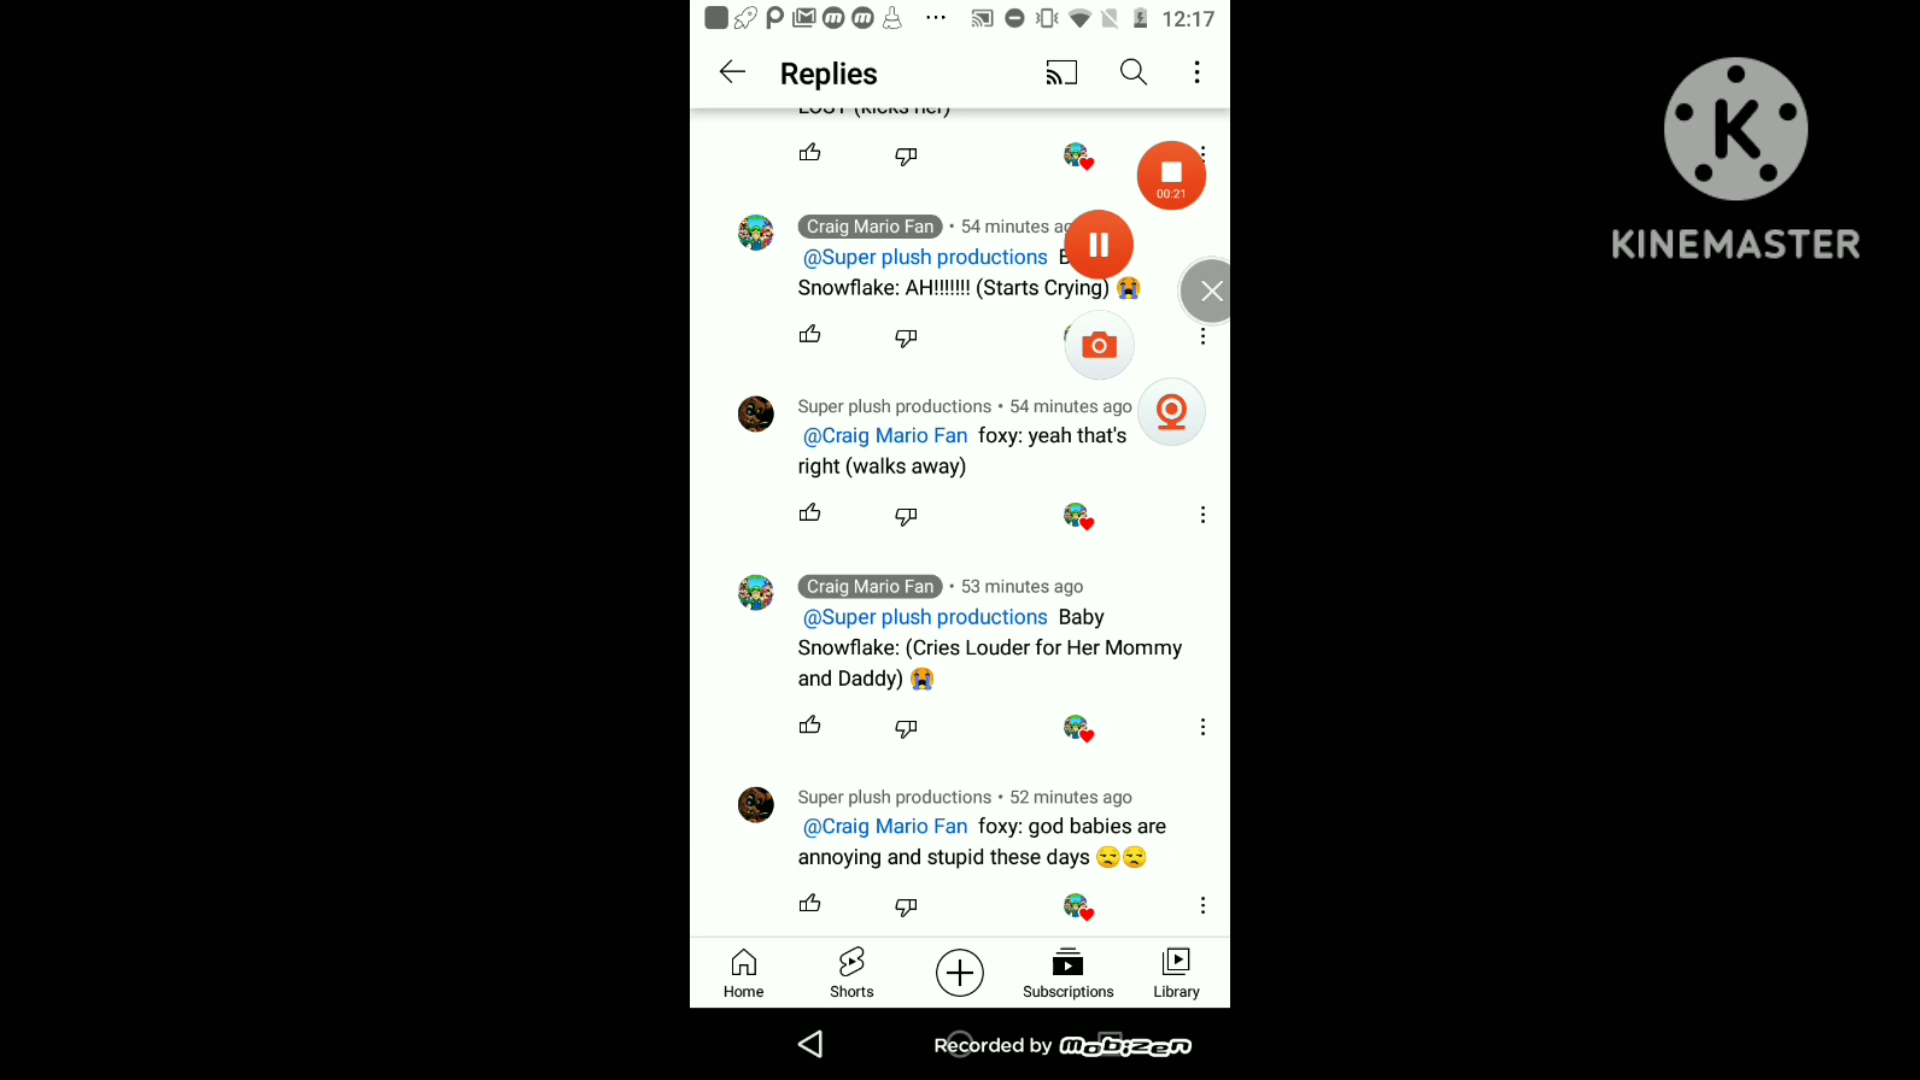 12:17
Replies
LOST (kicks her)
00:21
Craig Mario Fan • 54 minutes ago
@Super plush productions
Snowflake: AH!!!!!!! (Starts Crying) 😭
Super plush productions • 54 minutes ago
@Craig Mario Fan foxy: yeah that's
right (walks away)
Craig Mario Fan • 53 minutes ago
@Super plush productions Baby
Snowflake: (Cries Louder for Her Mommy
and Daddy) 😭
Super plush productions • 52 minutes ago
@Craig Mario Fan foxy: god babies are
annoying and stupid these days 😒😒
Home
Shorts
Subscriptions
Library
Recorded by mobizen
K
KINEMASTER